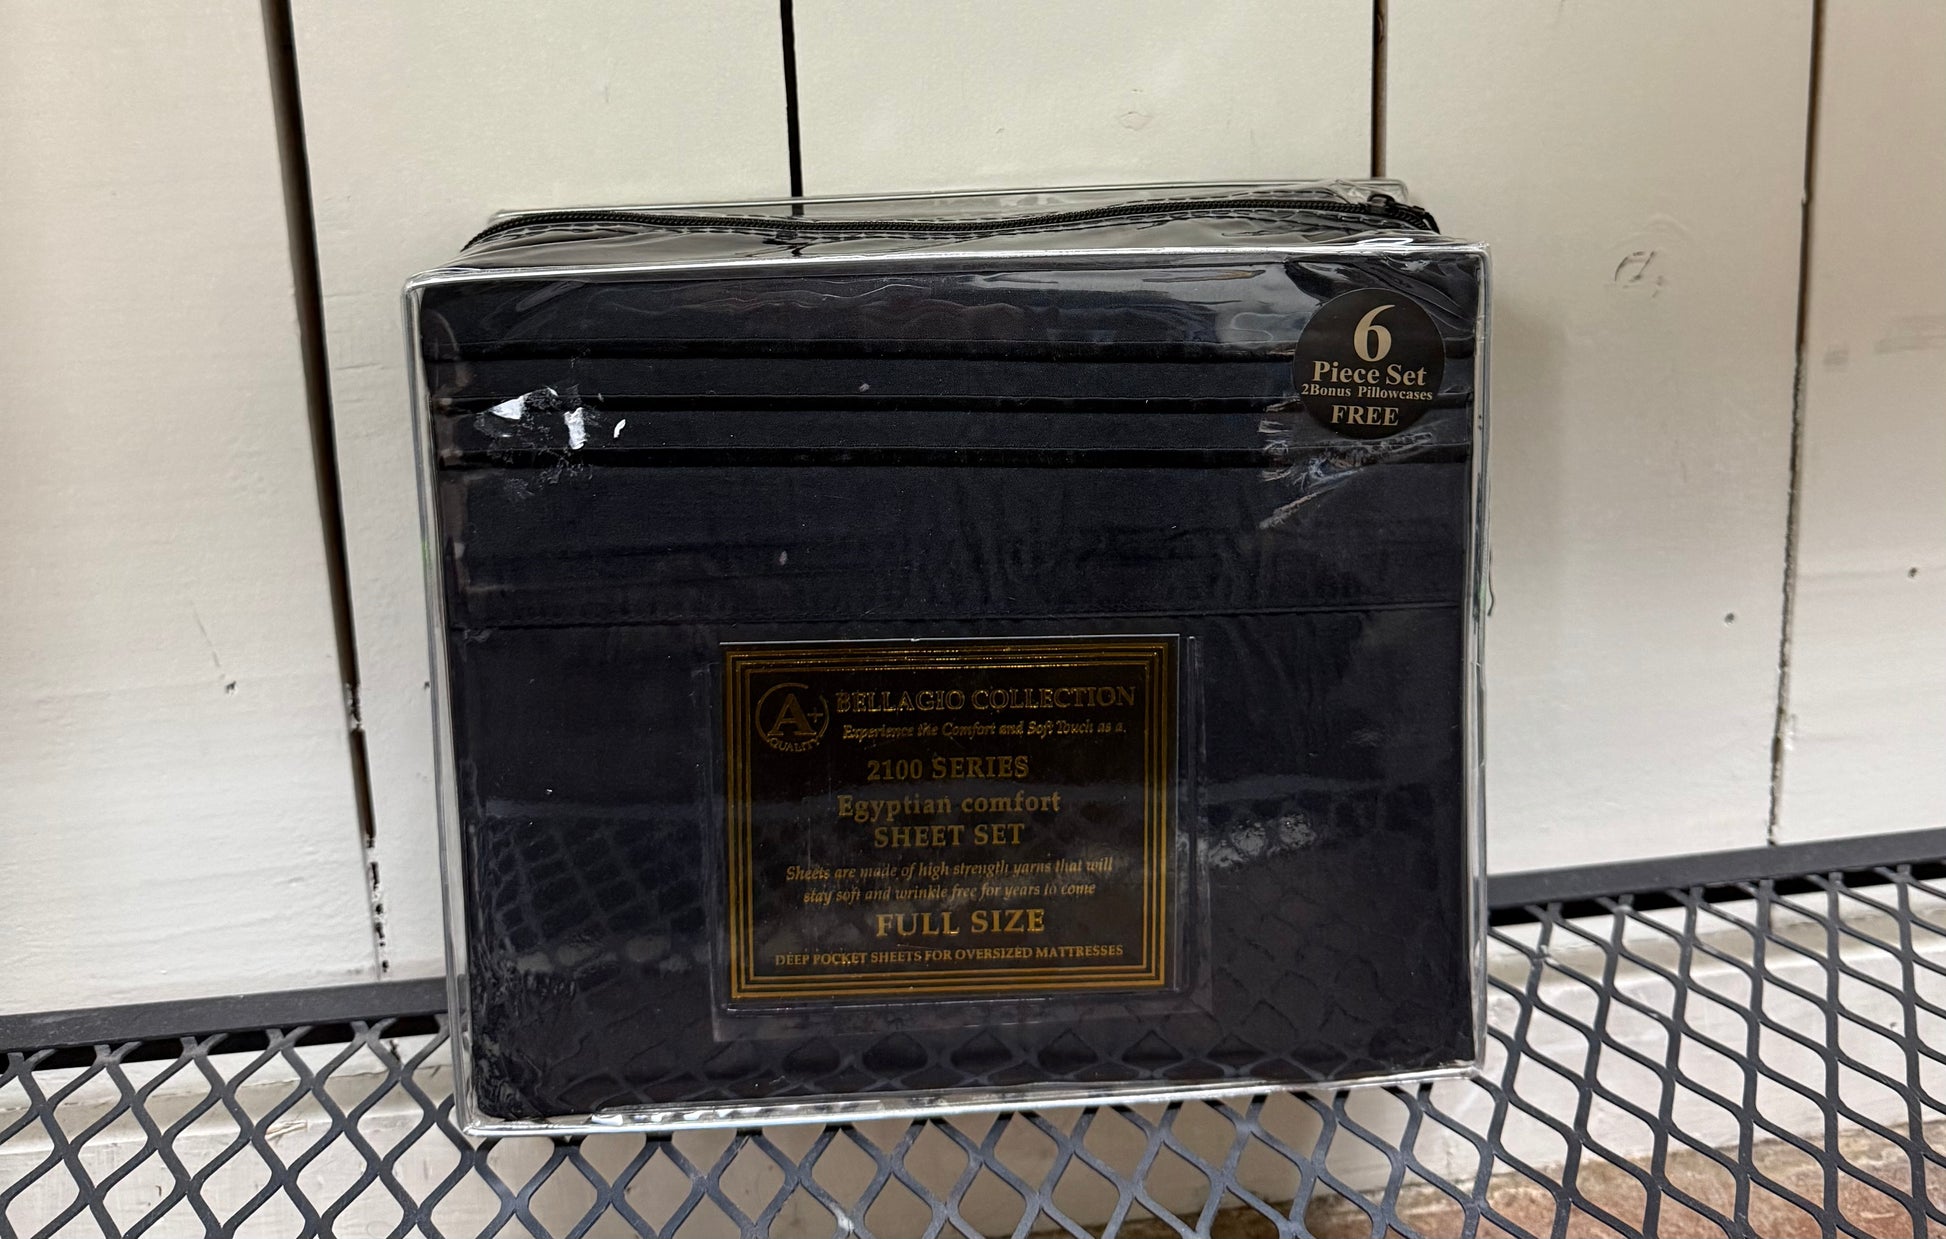 6
Piece Set
2Bonus Pillowcases
FREE
A+
QUALITY
BELLAGIO COLLECTION
Experience the Comfort and Soft Touch as a.
2100 SERIES
Egyptian comfort
SHEET SET
Sheets are made of high strength yarns that will
stay soft and wrinkle free for years to come
FULL SIZE
DEEP POCKET SHEETS FOR OVERSIZED MATTRESSES